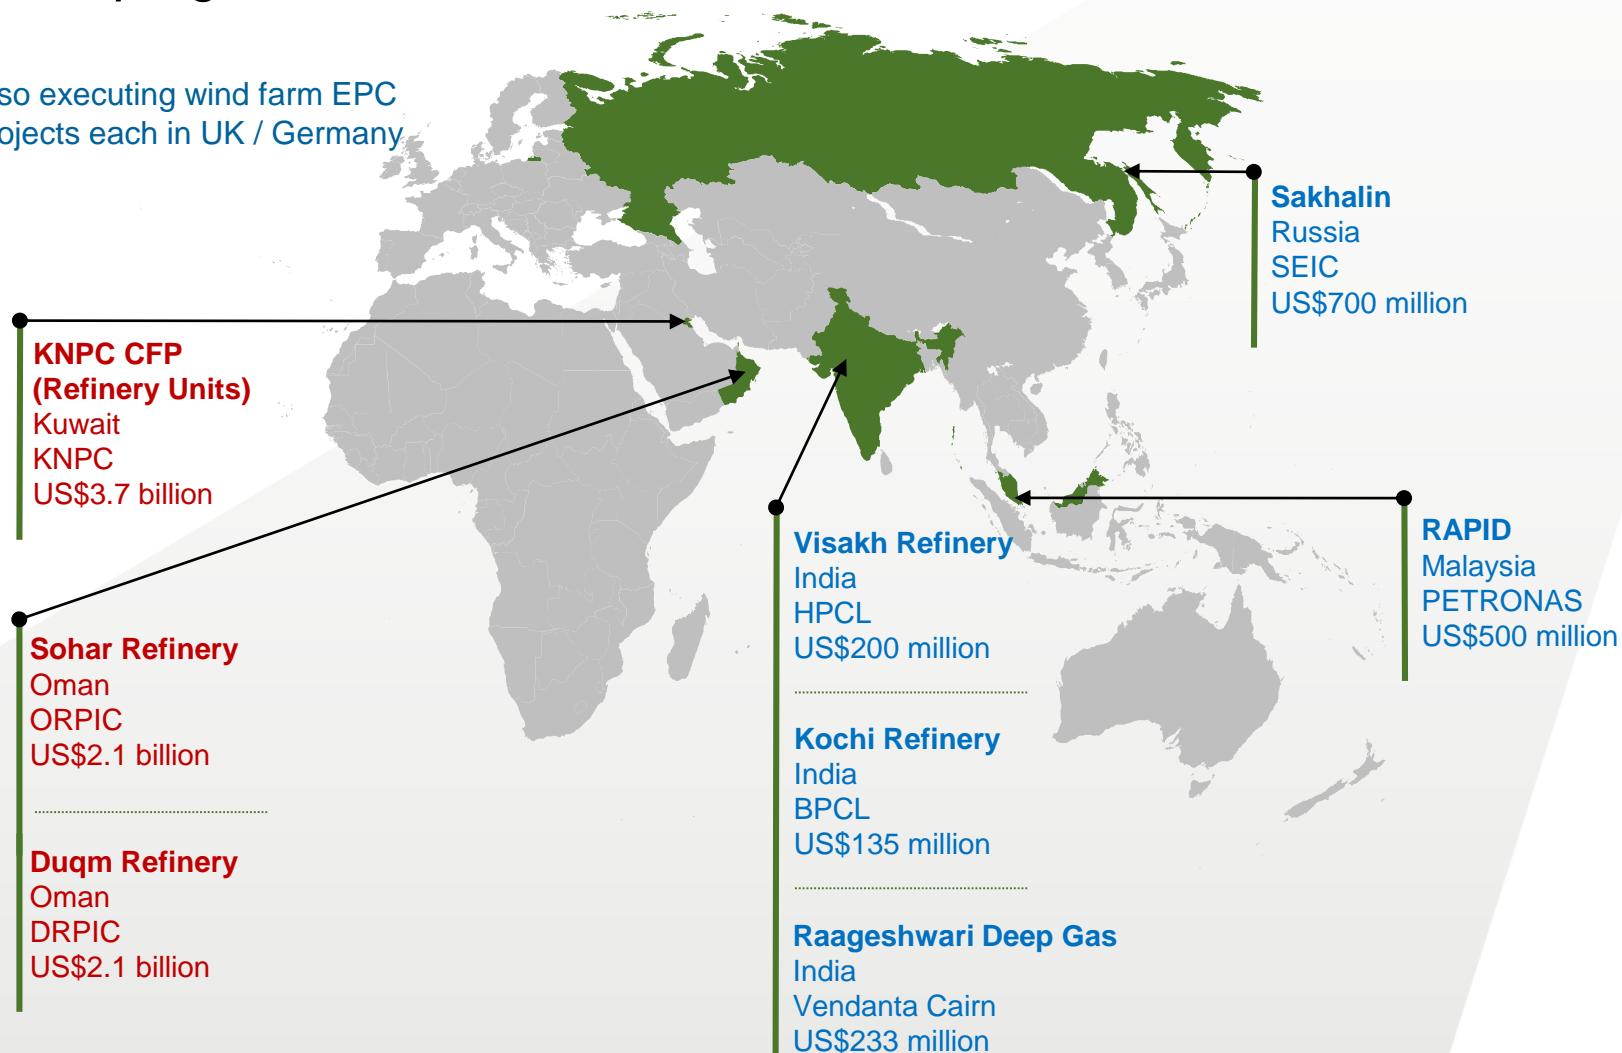 so executing wind farm EPC
ojects each in UK / Germany
Sakhalin
Russia
SEIC
US$700 million
KNPC CFP
(Refinery Units)
Kuwait
KNPC
US$3.7 billion
Sohar Refinery
Oman
ORPIC
US$2.1 billion
Duqm Refinery
Oman
DRPIC
US$2.1 billion
Visakh Refinery
India
HPCL
US$200 million
Kochi Refinery
India
BPCL
US$135 million
Raageshwari Deep Gas
India
Vendanta Cairn
US$233 million
RAPID
Malaysia
PETRONAS
US$500 million